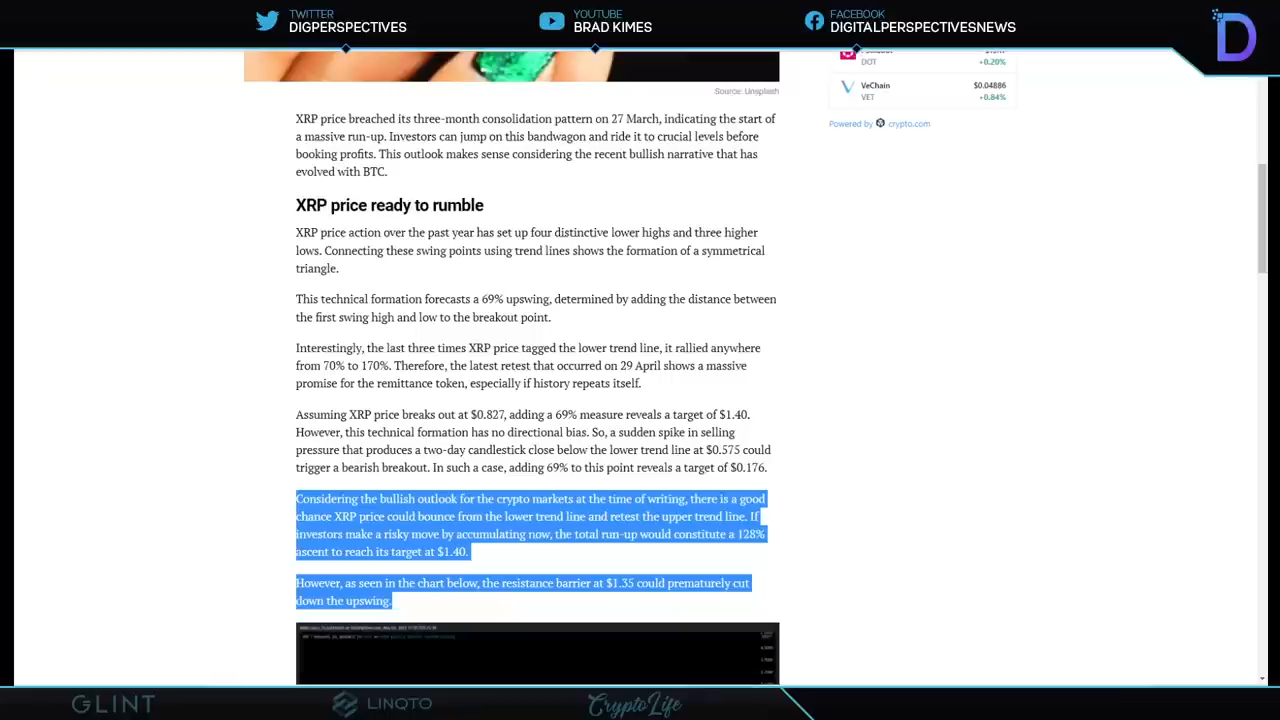 TWITTER
DIGPERSPECTIVES
YOUTUBE
BRAD KIMES
FACEBOOK
DIGITALPERSPECTIVESNEWS
D
DOT
+0.20%
VeChain
$0.04886
VET
+0.84%
Powered by crypto.com
Source: Unsplash
XRP price breached its three-month consolidation pattern on 27 March, indicating the start of
a massive run-up. Investors can jump on this bandwagon and ride it to crucial levels before
booking profits. This outlook makes sense considering the recent bullish narrative that has
evolved with BTC.
XRP price ready to rumble
XRP price action over the past year has set up four distinctive lower highs and three higher
lows. Connecting these swing points using trend lines shows the formation of a symmetrical
triangle.
This technical formation forecasts a 69% upswing, determined by adding the distance between
the first swing high and low to the breakout point.
Interestingly, the last three times XRP price tagged the lower trend line, it rallied anywhere
from 70% to 170%. Therefore, the latest retest that occurred on 29 April shows a massive
promise for the remittance token, especially if history repeats itself.
Assuming XRP price breaks out at $0.827, adding a 69% measure reveals a target of $1.40.
However, this technical formation has no directional bias. So, a sudden spike in selling
pressure that produces a two-day candlestick close below the lower trend line at $0.575 could
trigger a bearish breakout. In such a case, adding 69% to this point reveals a target of $0.176.
Considering the bullish outlook for the crypto markets at the time of writing, there is a good
chance XRP price could bounce from the lower trend line and retest the upper trend line. If
investors make a risky move by accumulating now, the total run-up would constitute a 128%
ascent to reach its target at $1.40.
However, as seen in the chart below, the resistance barrier at $1.35 could prematurely cut
down the upswing.
GLINT
LINQTO
CryptoLife